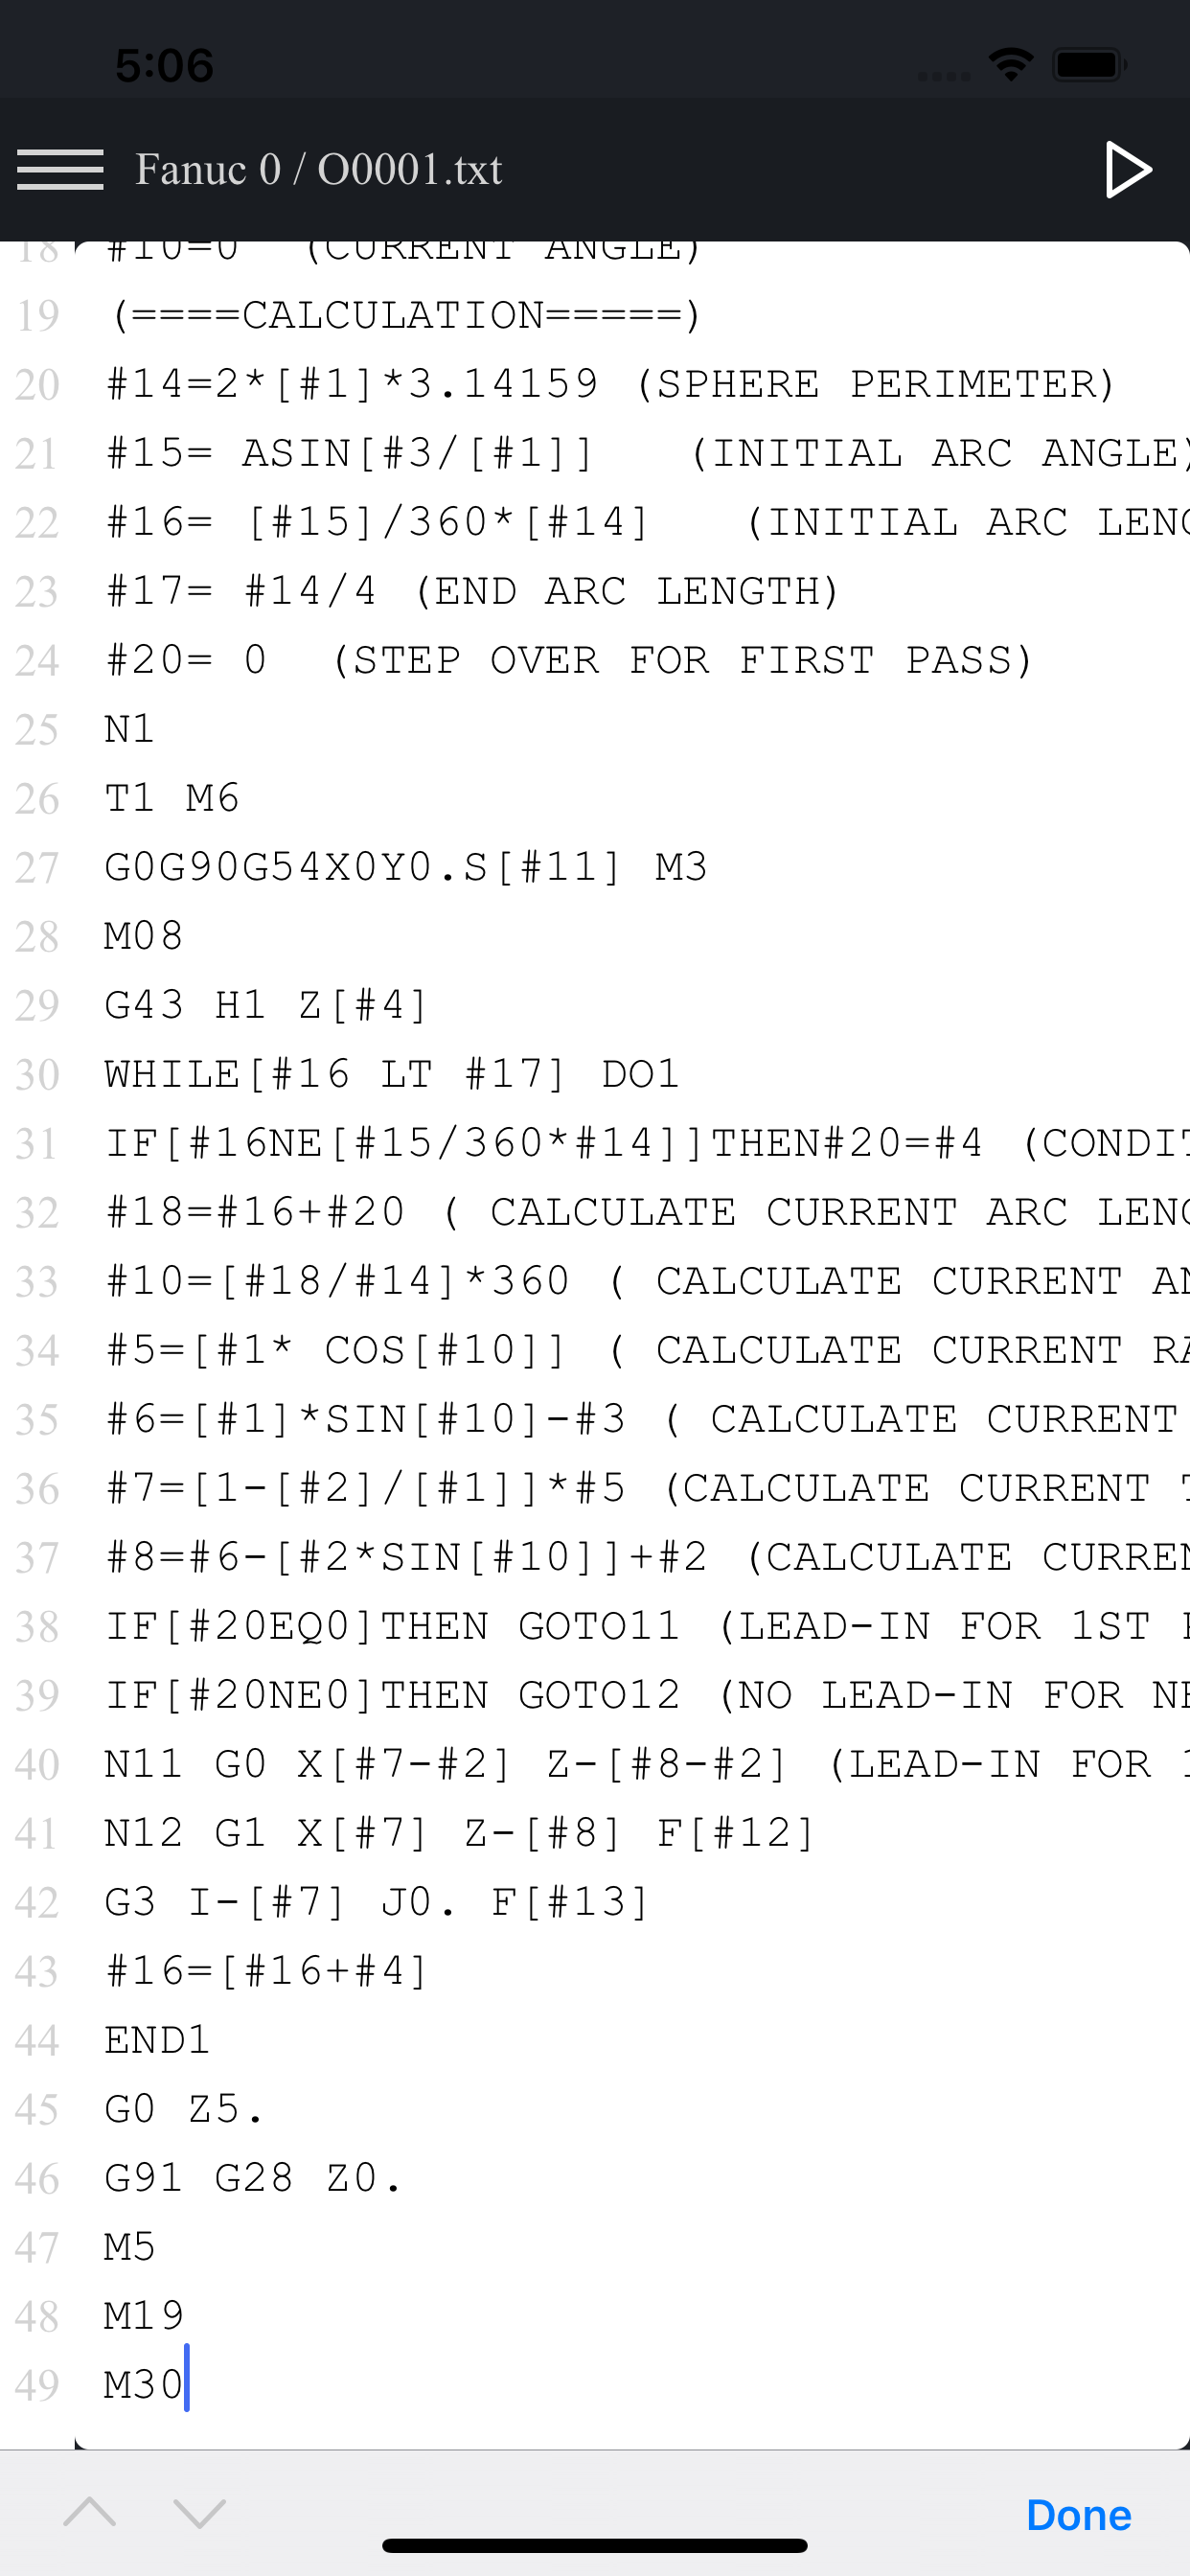 5:06
Fanuc 0 / O0001.txt
18 #10=0 (CURRENT ANGLE)
19 (====CALCULATION=====)
20 #14=2*[#1]*3.14159 (SPHERE PERIMETER)
21 #15= ASIN[#3/[#1]] (INITIAL ARC ANGLE)
22 #16= [#15]/360*[#14] (INITIAL ARC LENG
23 #17= #14/4 (END ARC LENGTH)
24 #20= 0 (STEP OVER FOR FIRST PASS)
25 N1
26 T1 M6
27 G0G90G54X0Y0.S[#11] M3
28 M08
29 G43 H1 Z[#4]
30 WHILE[#16 LT #17] DO1
31 IF[#16NE[#15/360*#14]]THEN#20=#4 (CONDIT
32 #18=#16+#20 ( CALCULATE CURRENT ARC LENG
33 #10=[#18/#14]*360 ( CALCULATE CURRENT AN
34 #5=[#1* COS[#10]] ( CALCULATE CURRENT RA
35 #6=[#1]*SIN[#10]-#3 ( CALCULATE CURRENT
36 #7=[1-[#2]/[#1]]*#5 (CALCULATE CURRENT T
37 #8=#6-[#2*SIN[#10]]+#2 (CALCULATE CURREN
38 IF[#20EQ0]THEN GOTO11 (LEAD-IN FOR 1ST
39 IF[#20NE0]THEN GOTO12 (NO LEAD-IN FOR NE
40 N11 G0 X[#7-#2] Z-[#8-#2] (LEAD-IN FOR 1
41 N12 G1 X[#7] Z-[#8] F[#12]
42 G3 I-[#7] J0. F[#13]
43 #16=[#16+#4]
44 END1
45 G0 Z5.
46 G91 G28 Z0.
47 M5
48 M19
49 M30
Done